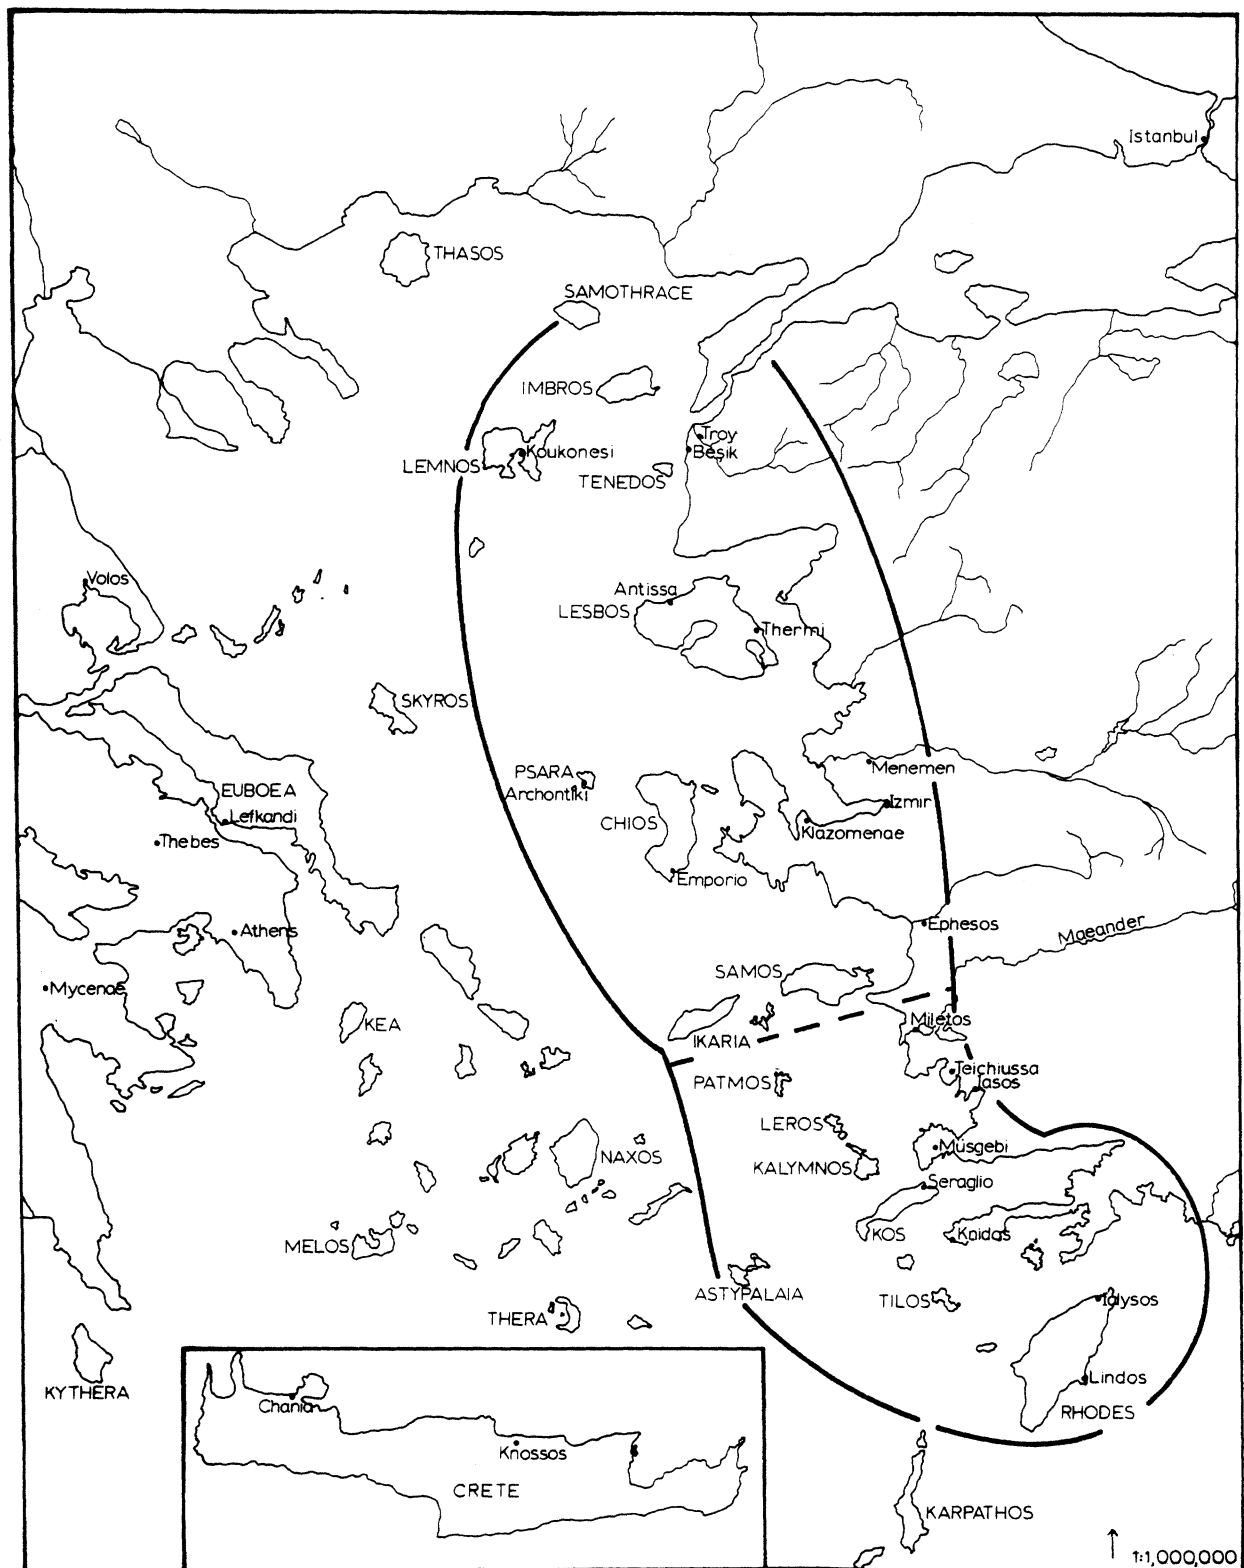 Istanbul
THASOS
SAMOTHRACE
IMBROS
Troy
Koukonesi
Beşik
LEMNOS
TENEDOS
Volos
Antissa
LESBOS
Thermi
SKYROS
PSARA
Menemen
EUBOEA
Archontiki
Izmir
Lefkandi
CHIOS
Klazomenae
Thebes
Emporio
Ephesos
Maeander
Athens
SAMOS
Mycenae
KEA
Miletos
IKARIA
Teichiussa
PATMOS
Iasos
LEROS
Müsgebi
NAXOS
KALYMNOS
Seraglio
MELOS
KOS
Knidos
ASTYPALAIA
TILOS
Ialysos
THERA
Lindos
KYTHERA
Chania
RHODES
Knossos
CRETE
KARPATHOS
1:1,000,000